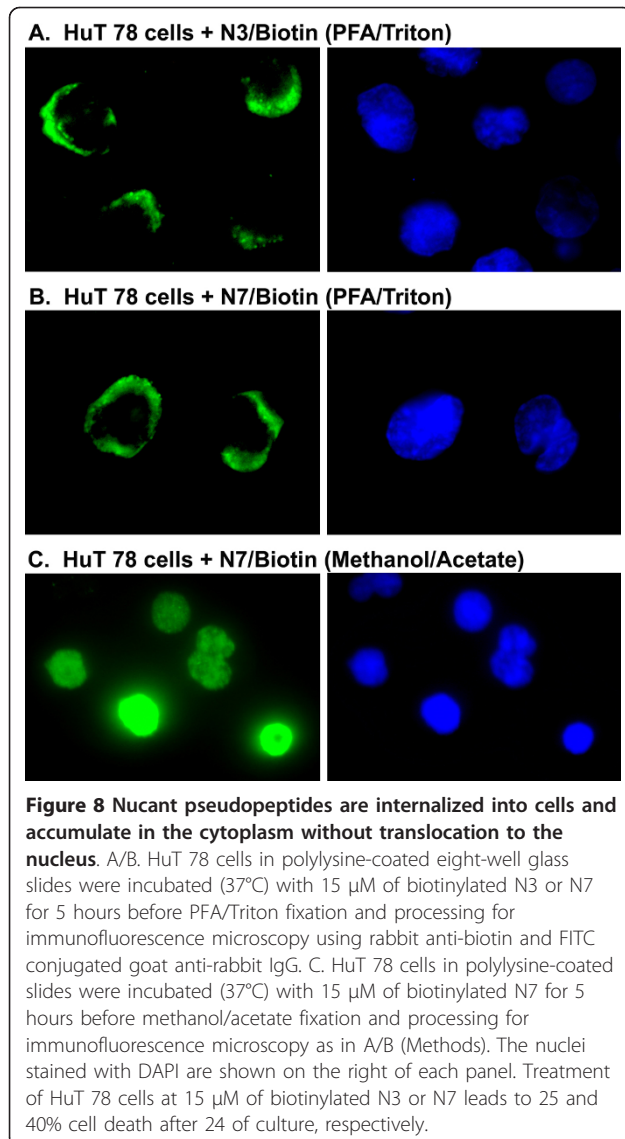 A. HuT 78 cells + N3/Biotin (PFA/Triton)
B. HuT 78 cells + N7/Biotin (PFA/Triton)
C. HuT 78 cells + N7/Biotin (Methanol/Acetate)
Figure 8 Nucant pseudopeptides are internalized into cells and
accumulate in the cytoplasm without translocation to the
nucleus. A/B. HuT 78 cells in polylysine-coated eight-well glass
slides were incubated (37°C) with 15 μM of biotinylated N3 or N7
for 5 hours before PFA/Triton fixation and processing for
immunofluorescence microscopy using rabbit anti-biotin and FITC
conjugated goat anti-rabbit IgG. C. HuT 78 cells in polylysine-coated
slides were incubated (37°C) with 15 μM of biotinylated N7 for 5
hours before methanol/acetate fixation and processing for
immunofluorescence microscopy as in A/B (Methods). The nuclei
stained with DAPI are shown on the right of each panel. Treatment
of HuT 78 cells at 15 μM of biotinylated N3 or N7 leads to 25 and
40% cell death after 24 of culture, respectively.